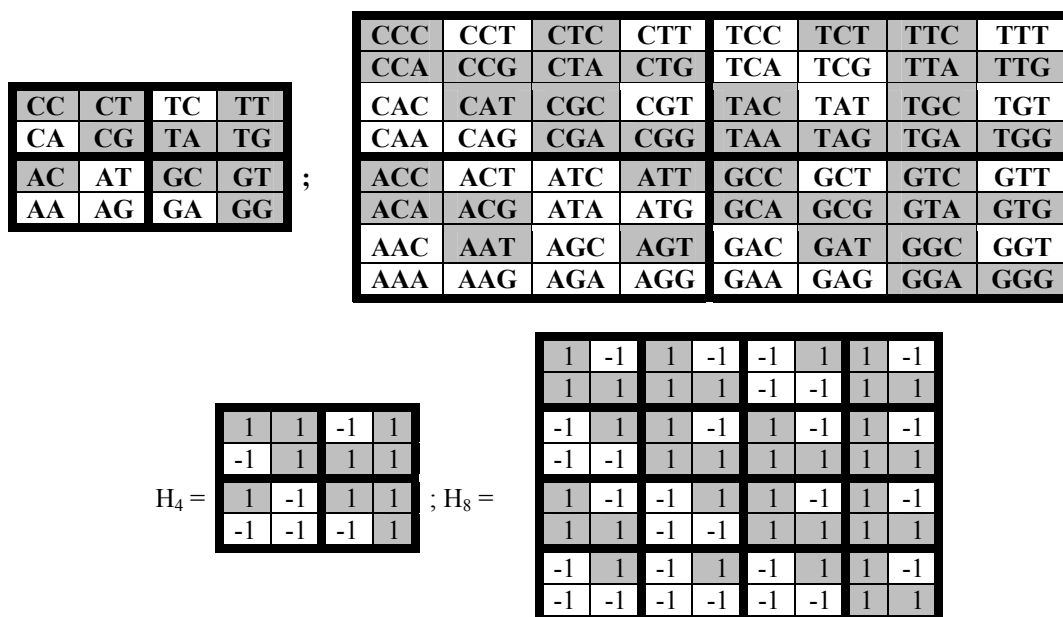 CC CT TC TT
CA CG TA TG
AC AT GC GT
AA AG GA GG
;
CCC CCT CTC CTT TCC TCT TTC TTT
CCA CCG CTA CTG TCA TCG TTA TTG
CAC CAT CGC CGT TAC TAT TGC TGT
CAA CAG CGA CGG TAA TAG TGA TGG
ACC ACT ATC ATT GCC GCT GTC GTT
ACA ACG ATA ATG GCA GCG GTA GTG
AAC AAT AGC AGT GAC GAT GGC GGT
AAA AAG AGA AGG GAA GAG GGA GGG
H4 =
1 1 -1 1
-1 1 1 1
1 -1 1 1
-1 -1 -1 1
; H8 =
1 -1 1 -1 -1 1 1 -1
1 1 1 1 -1 -1 1 1
-1 1 1 -1 1 -1 1 -1
-1 -1 1 1 1 1 1 1
1 -1 -1 1 1 -1 1 -1
1 1 -1 -1 1 1 1 1
-1 1 -1 1 -1 1 1 -1
-1 -1 -1 -1 -1 -1 1 1